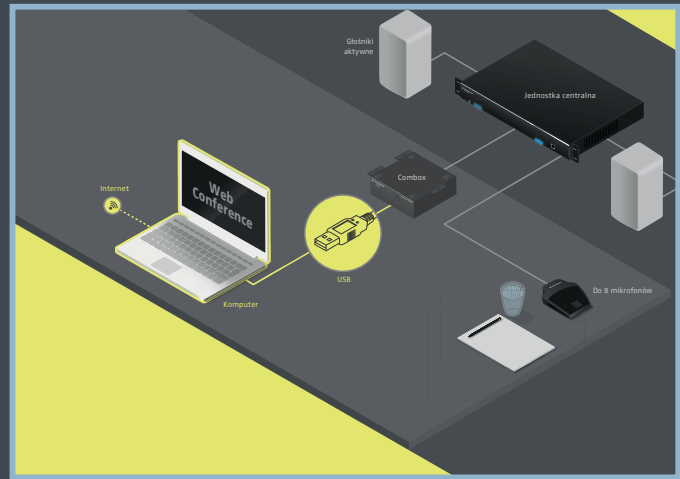 Głośniki
aktywne
Jednostka centralna
Combox
Internet
Web
Conference
USB
Komputer
Do 8 mikrofonów